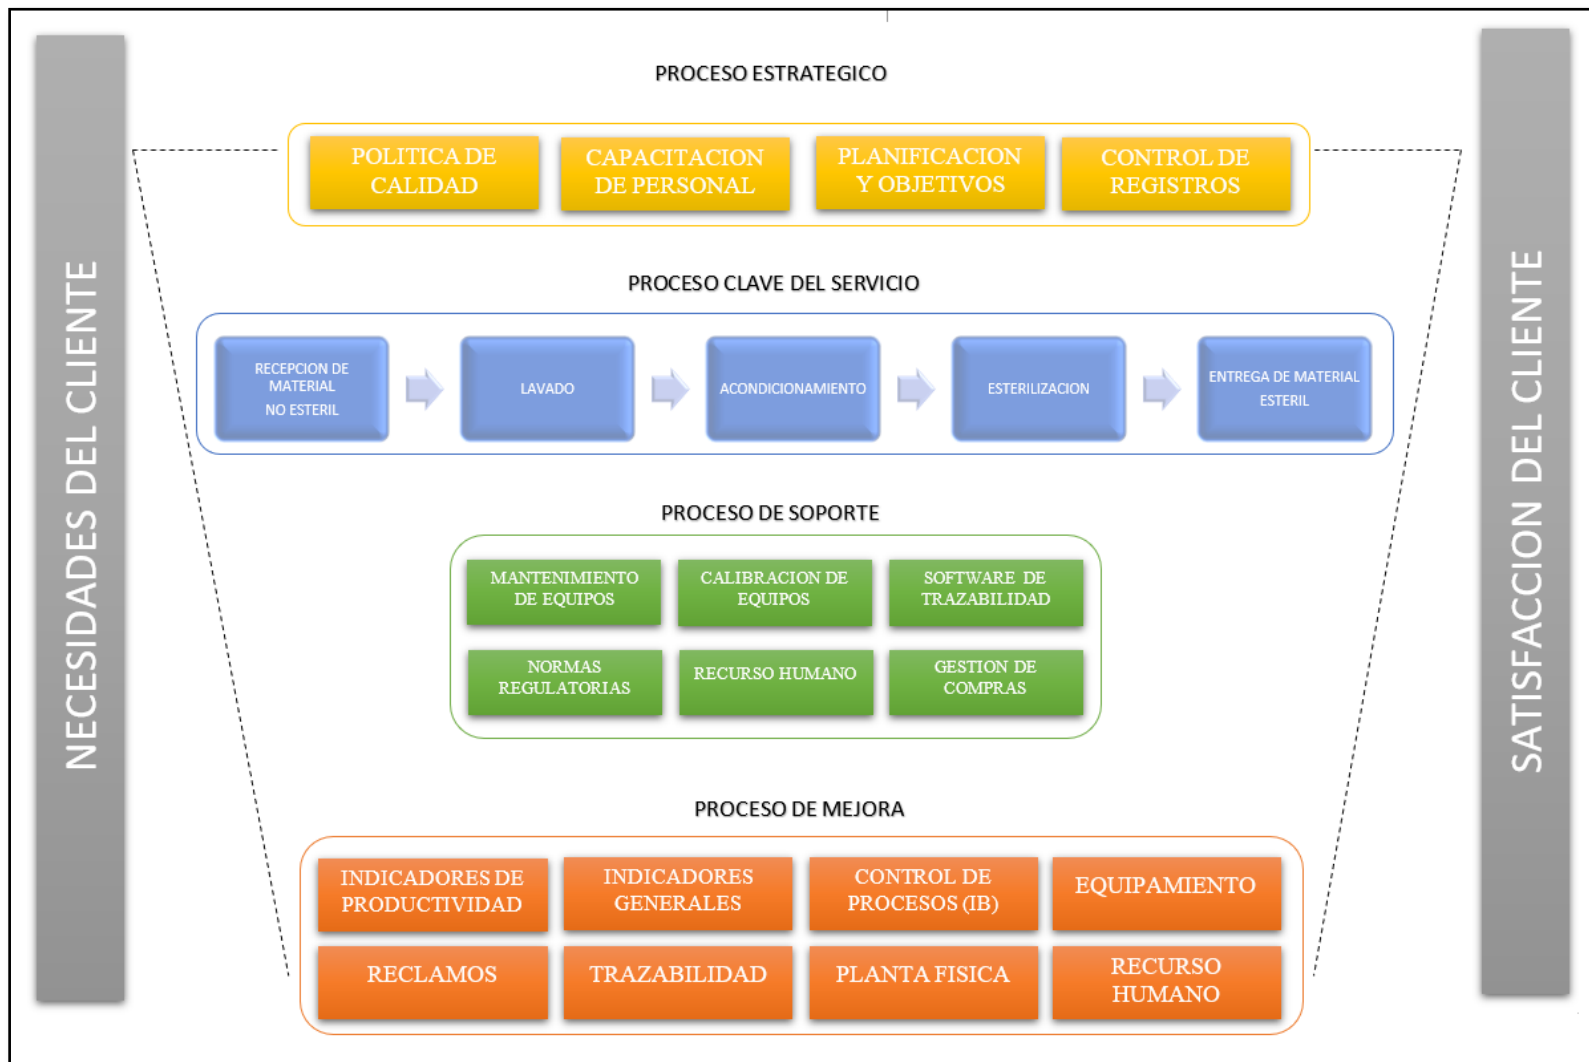 NECESIDADES DEL CLIENTE
PROCESO ESTRATEGICO
POLITICA DE
CALIDAD
CAPACITACION
DE PERSONAL
PLANIFICACION
Y OBJETIVOS
CONTROL DE
REGISTROS
PROCESO CLAVE DEL SERVICIO
RECEPCION DE
MATERIAL
NO ESTERIL
LAVADO
ACONDICIONAMIENTO
ESTERILIZACION
ENTREGA DE MATERIAL
ESTERIL
PROCESO DE SOPORTE
MANTENIMIENTO
DE EQUIPOS
CALIBRACION DE
EQUIPOS
SOFTWARE DE
TRAZABILIDAD
NORMAS
REGULATORIAS
RECURSO HUMANO
GESTION DE
COMPRAS
PROCESO DE MEJORA
INDICADORES DE
PRODUCTIVIDAD
INDICADORES
GENERALES
CONTROL DE
PROCESOS (IB)
EQUIPAMIENTO
RECLAMOS
TRAZABILIDAD
PLANTA FISICA
RECURSO
HUMANO
SATISFACCION DEL CLIENTE